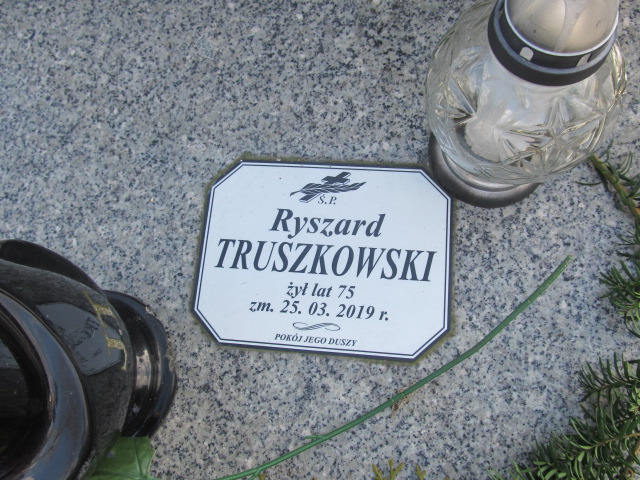 Ś.P.
Ryszard
TRUSZKOWSKI
żył lat 75
zm. 25. 03. 2019 r.
POKÓJ JEGO DUSZY